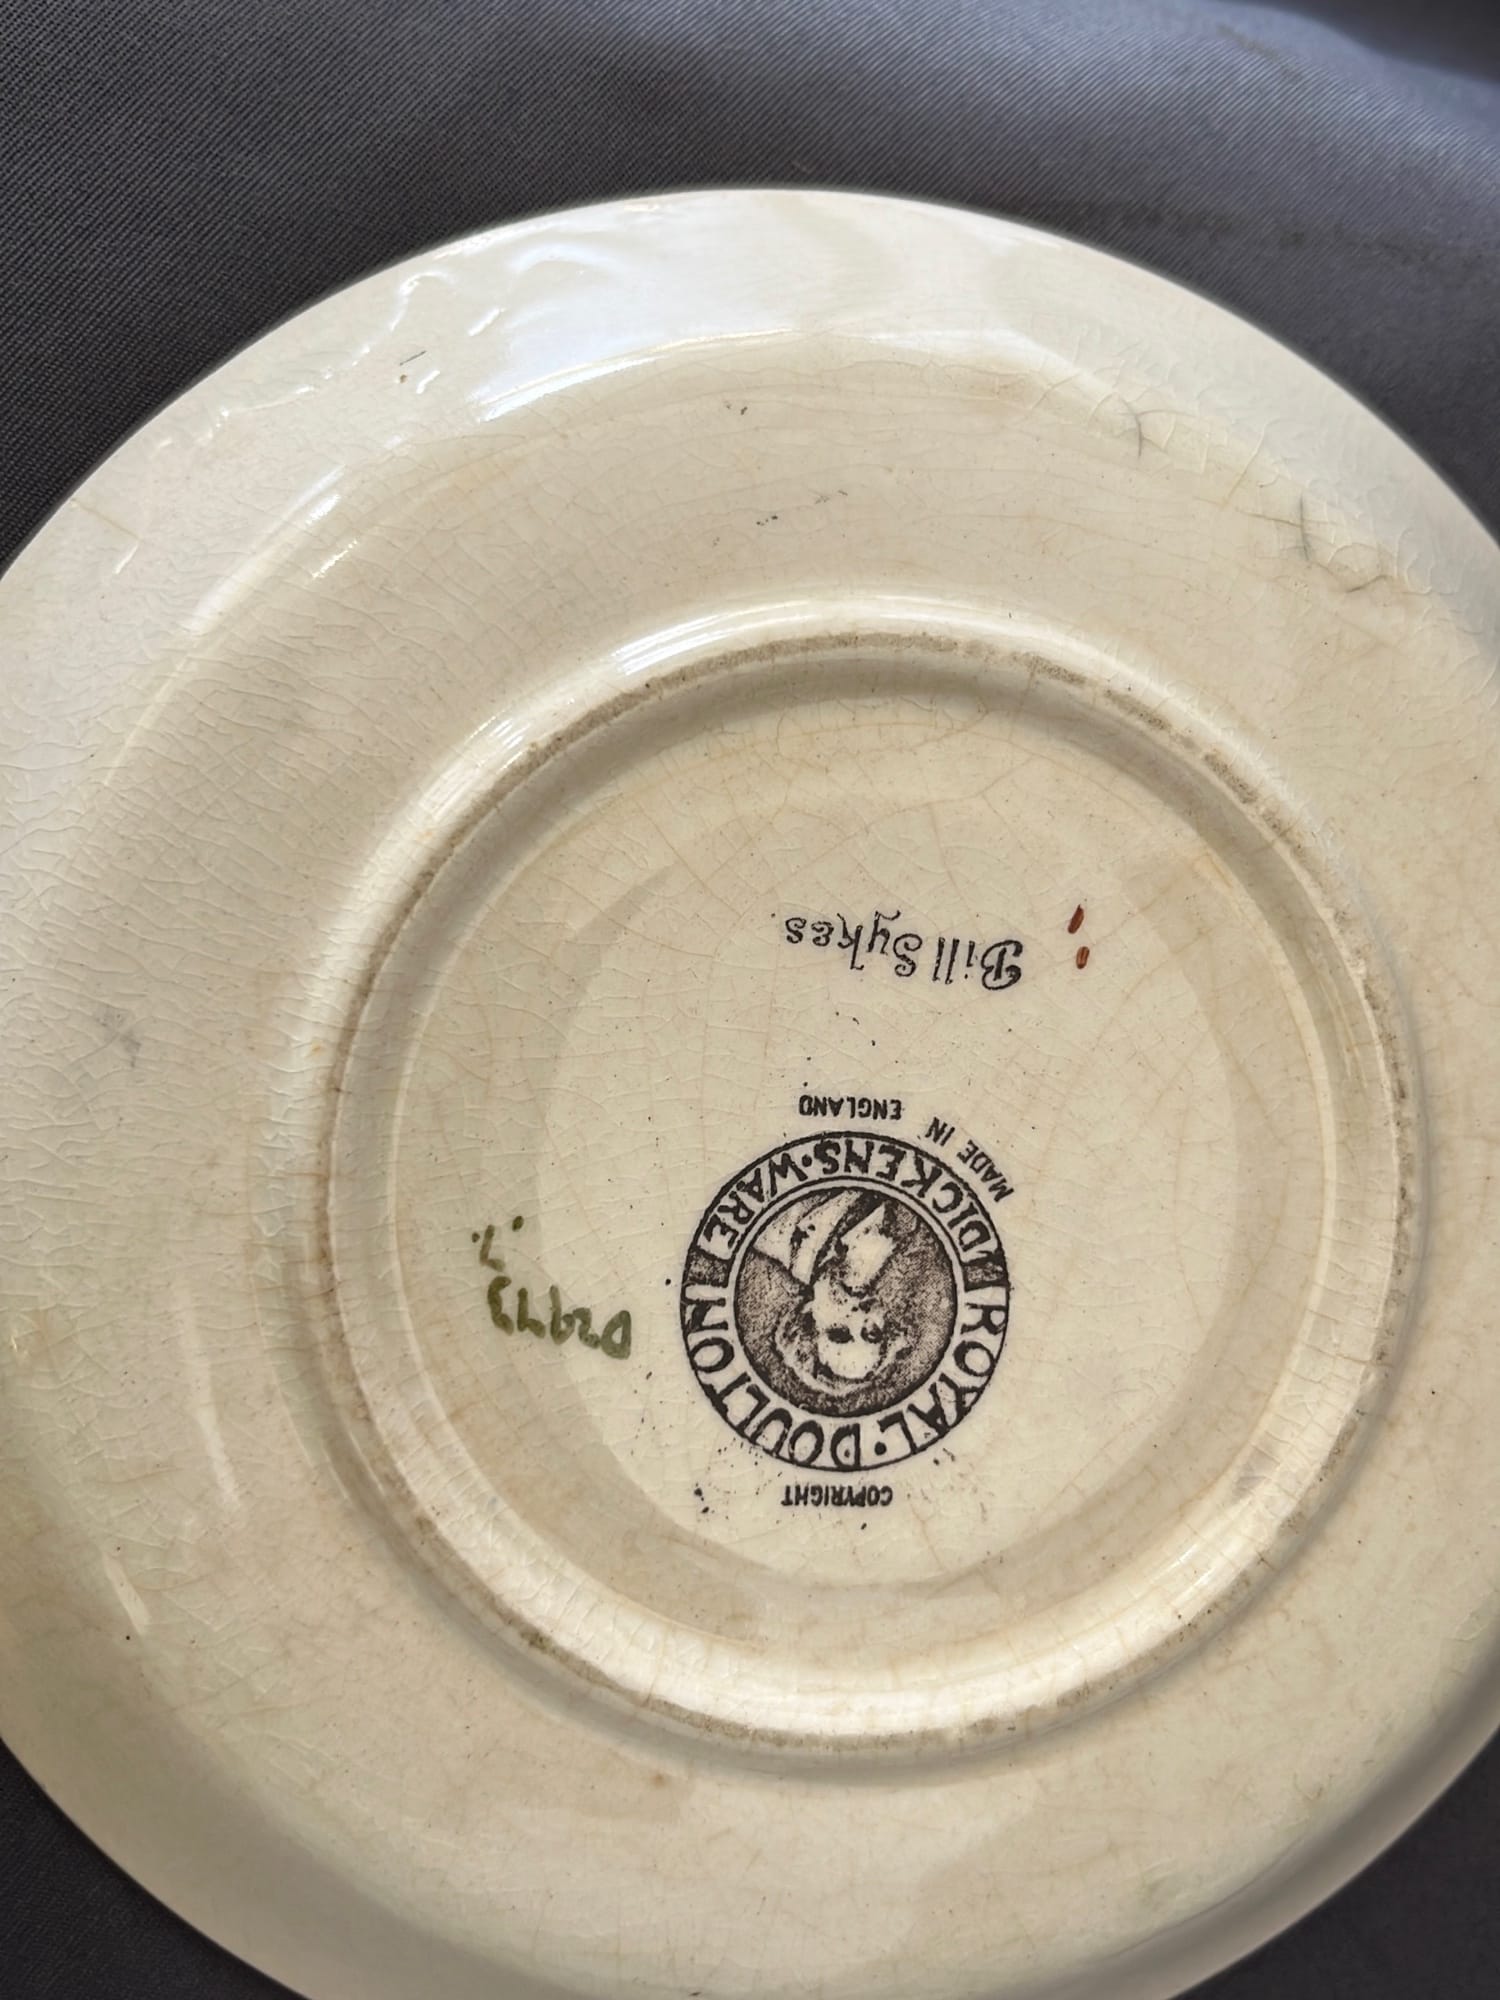 COPYRIGHT
ROYAL·DOULTON
DICKENS·WARE
MADE IN ENGLAND
D2973
Bill Sykes